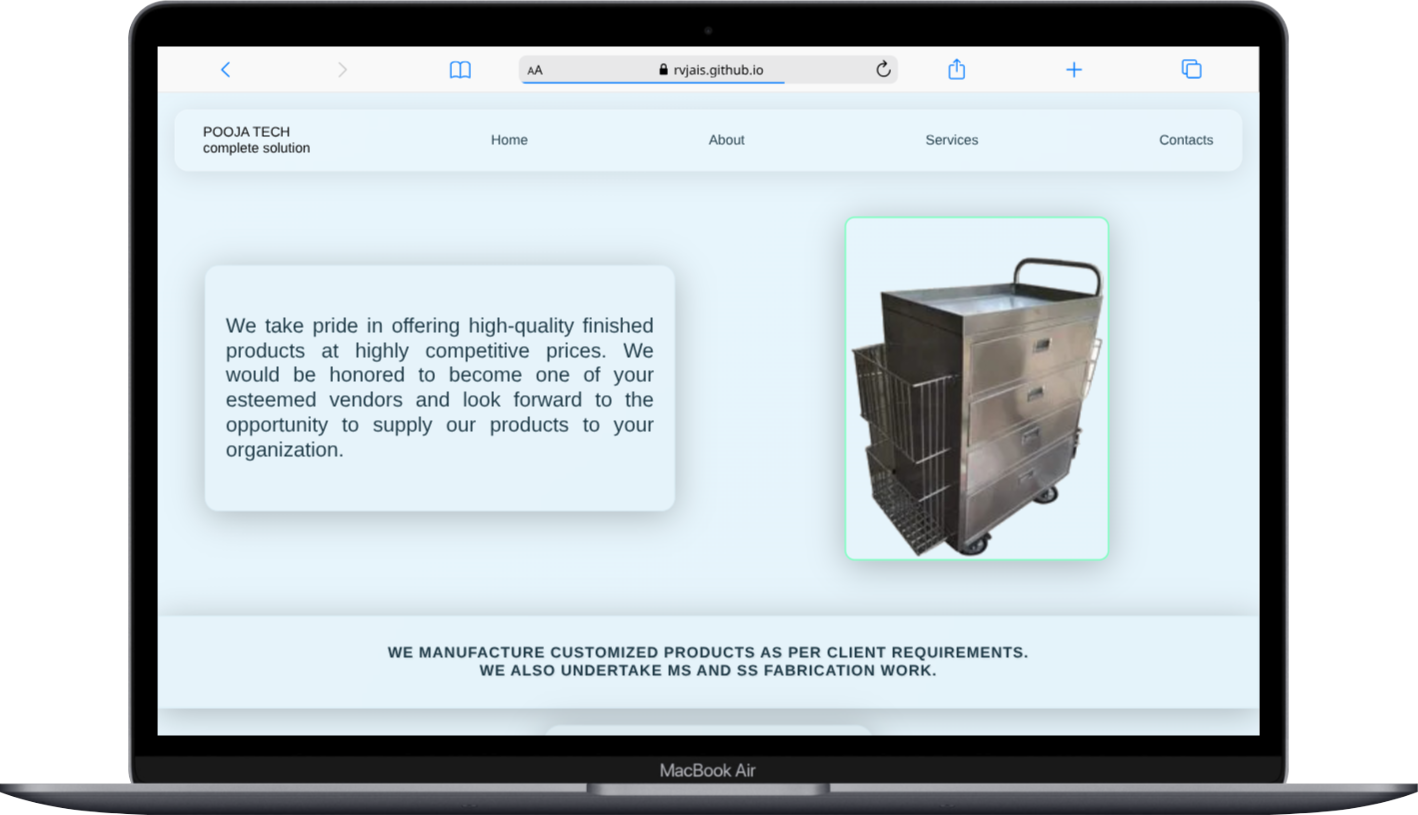 AA
rvjais.github.io
POOJA TECH
complete solution
Home
About
Services
Contacts
We take pride in offering high-quality finished
products at highly competitive prices. We
would be honored to become one of your
esteemed vendors and look forward to the
opportunity to supply our products to your
organization.
WE MANUFACTURE CUSTOMIZED PRODUCTS AS PER CLIENT REQUIREMENTS.
WE ALSO UNDERTAKE MS AND SS FABRICATION WORK.
MacBook Air